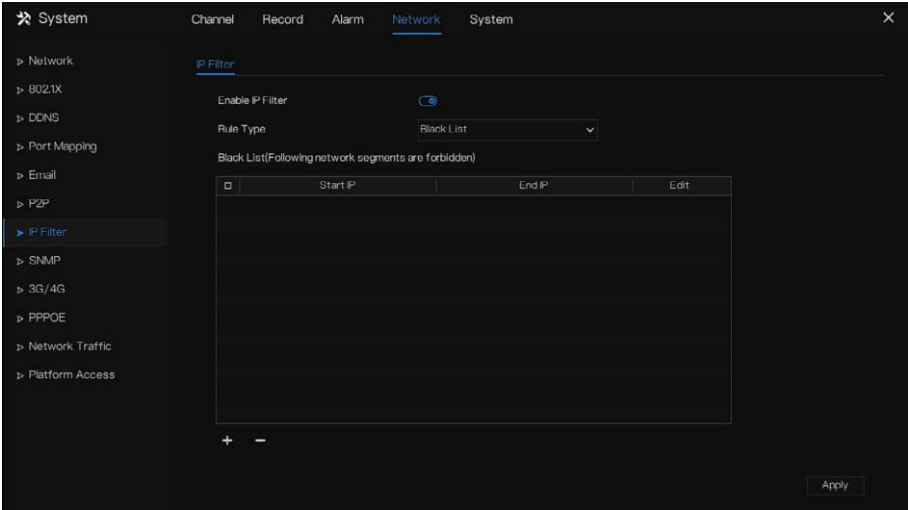 System
Channel Record Alarm Network System
Network
802.1X
DDNS
Port Mapping
Email
P2P
IP Filter
SNMP
3G/4G
PPPOE
Network Traffic
Platform Access
IP Filter
Enable IP Filter
Rule Type Black List
Black List(Following network segments are forbidden)
Start IP End IP Edit
Apply